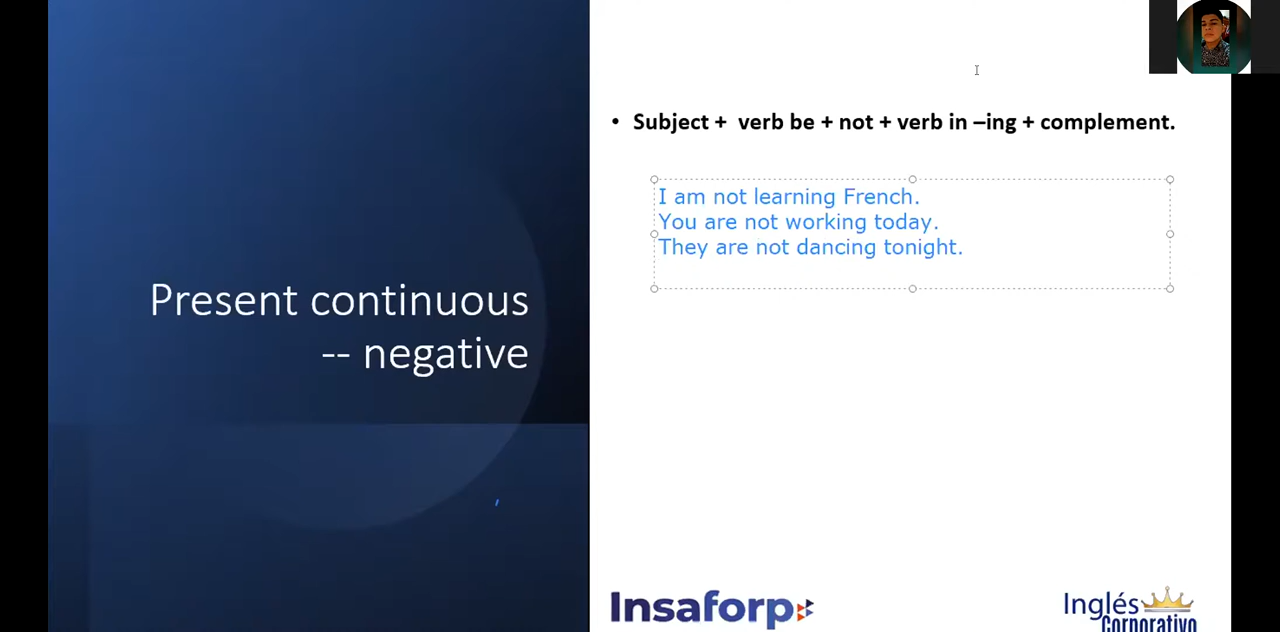 Present continuous
-- negative
• Subject + verb be + not + verb in –ing + complement.
I am not learning French.
You are not working today.
They are not dancing tonight.
Insaforp
Inglés
Corporativo